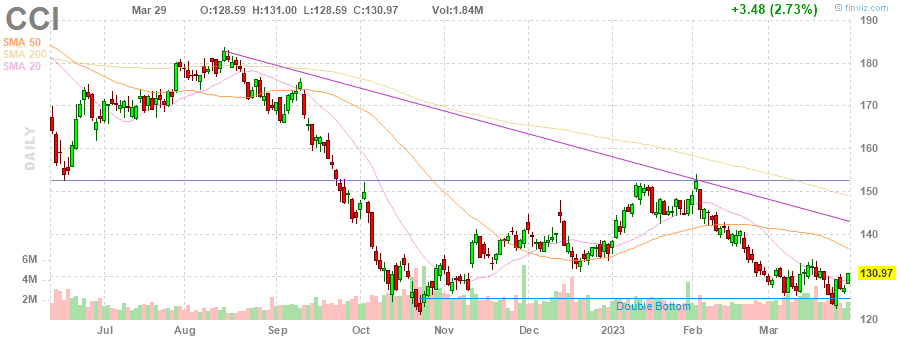 CCI
Mar 29 O:128.59 H:131.00 L:128.59 C:130.97 Vol:1.84M +3.48 (2.73%) finviz.com
SMA 50
SMA 200
SMA 20
DAILY
190
180
170
160
150
140
130.97
120
6M
4M
2M
Double Bottom
Jul Aug Sep Oct Nov Dec 2023 Feb Mar